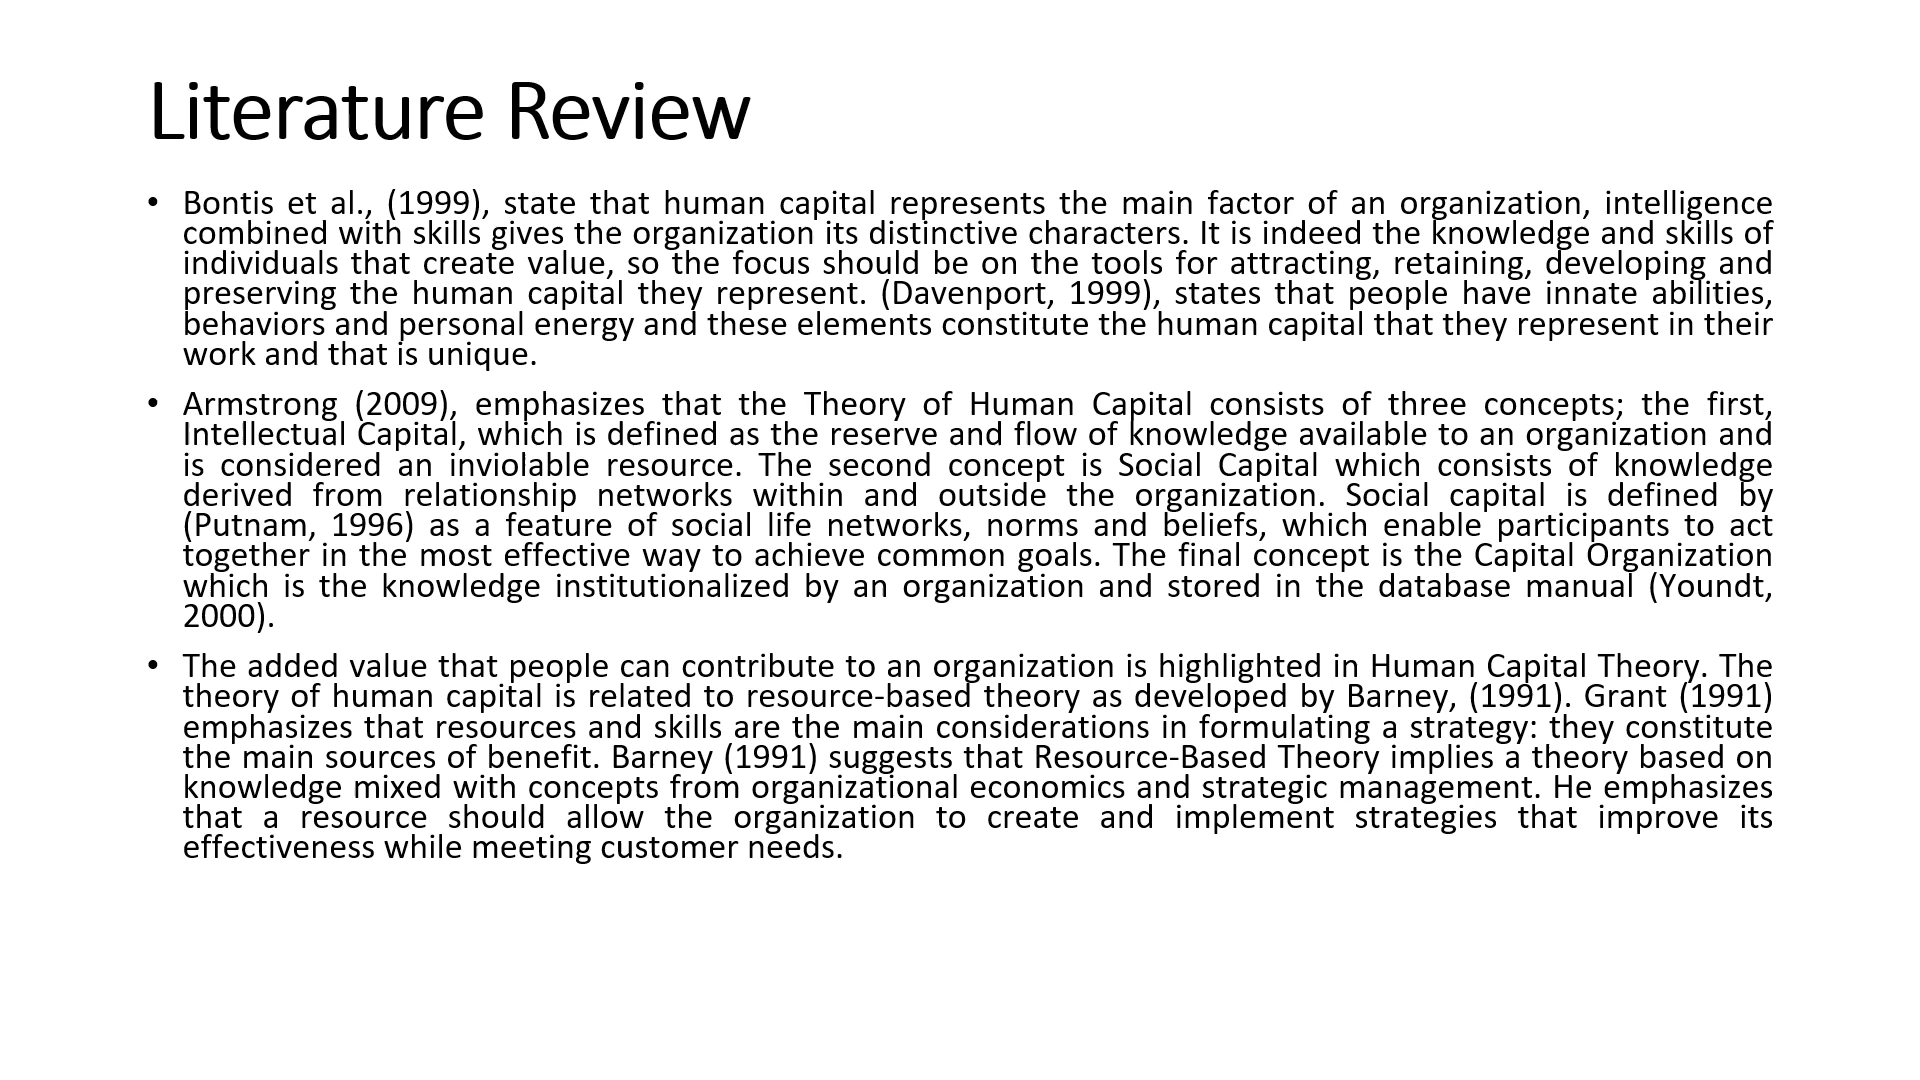 Literature Review
• Bontis et al., (1999), state that human capital represents the main factor of an organization, intelligence
combined with skills gives the organization its distinctive characters. It is indeed the knowledge and skills of
individuals that create value, so the focus should be on the tools for attracting, retaining, developing and
preserving the human capital they represent. (Davenport, 1999), states that people have innate abilities,
behaviors and personal energy and these elements constitute the human capital that they represent in their
work and that is unique.
• Armstrong (2009), emphasizes that the Theory of Human Capital consists of three concepts; the first,
Intellectual Capital, which is defined as the reserve and flow of knowledge available to an organization and
is considered an inviolable resource. The second concept is Social Capital which consists of knowledge
derived from relationship networks within and outside the organization. Social capital is defined by
(Putnam, 1996) as a feature of social life networks, norms and beliefs, which enable participants to act
together in the most effective way to achieve common goals. The final concept is the Capital Organization
which is the knowledge institutionalized by an organization and stored in the database manual (Youndt,
2000).
• The added value that people can contribute to an organization is highlighted in Human Capital Theory. The
theory of human capital is related to resource-based theory as developed by Barney, (1991). Grant (1991)
emphasizes that resources and skills are the main considerations in formulating a strategy: they constitute
the main sources of benefit. Barney (1991) suggests that Resource-Based Theory implies a theory based on
knowledge mixed with concepts from organizational economics and strategic management. He emphasizes
that a resource should allow the organization to create and implement strategies that improve its
effectiveness while meeting customer needs.